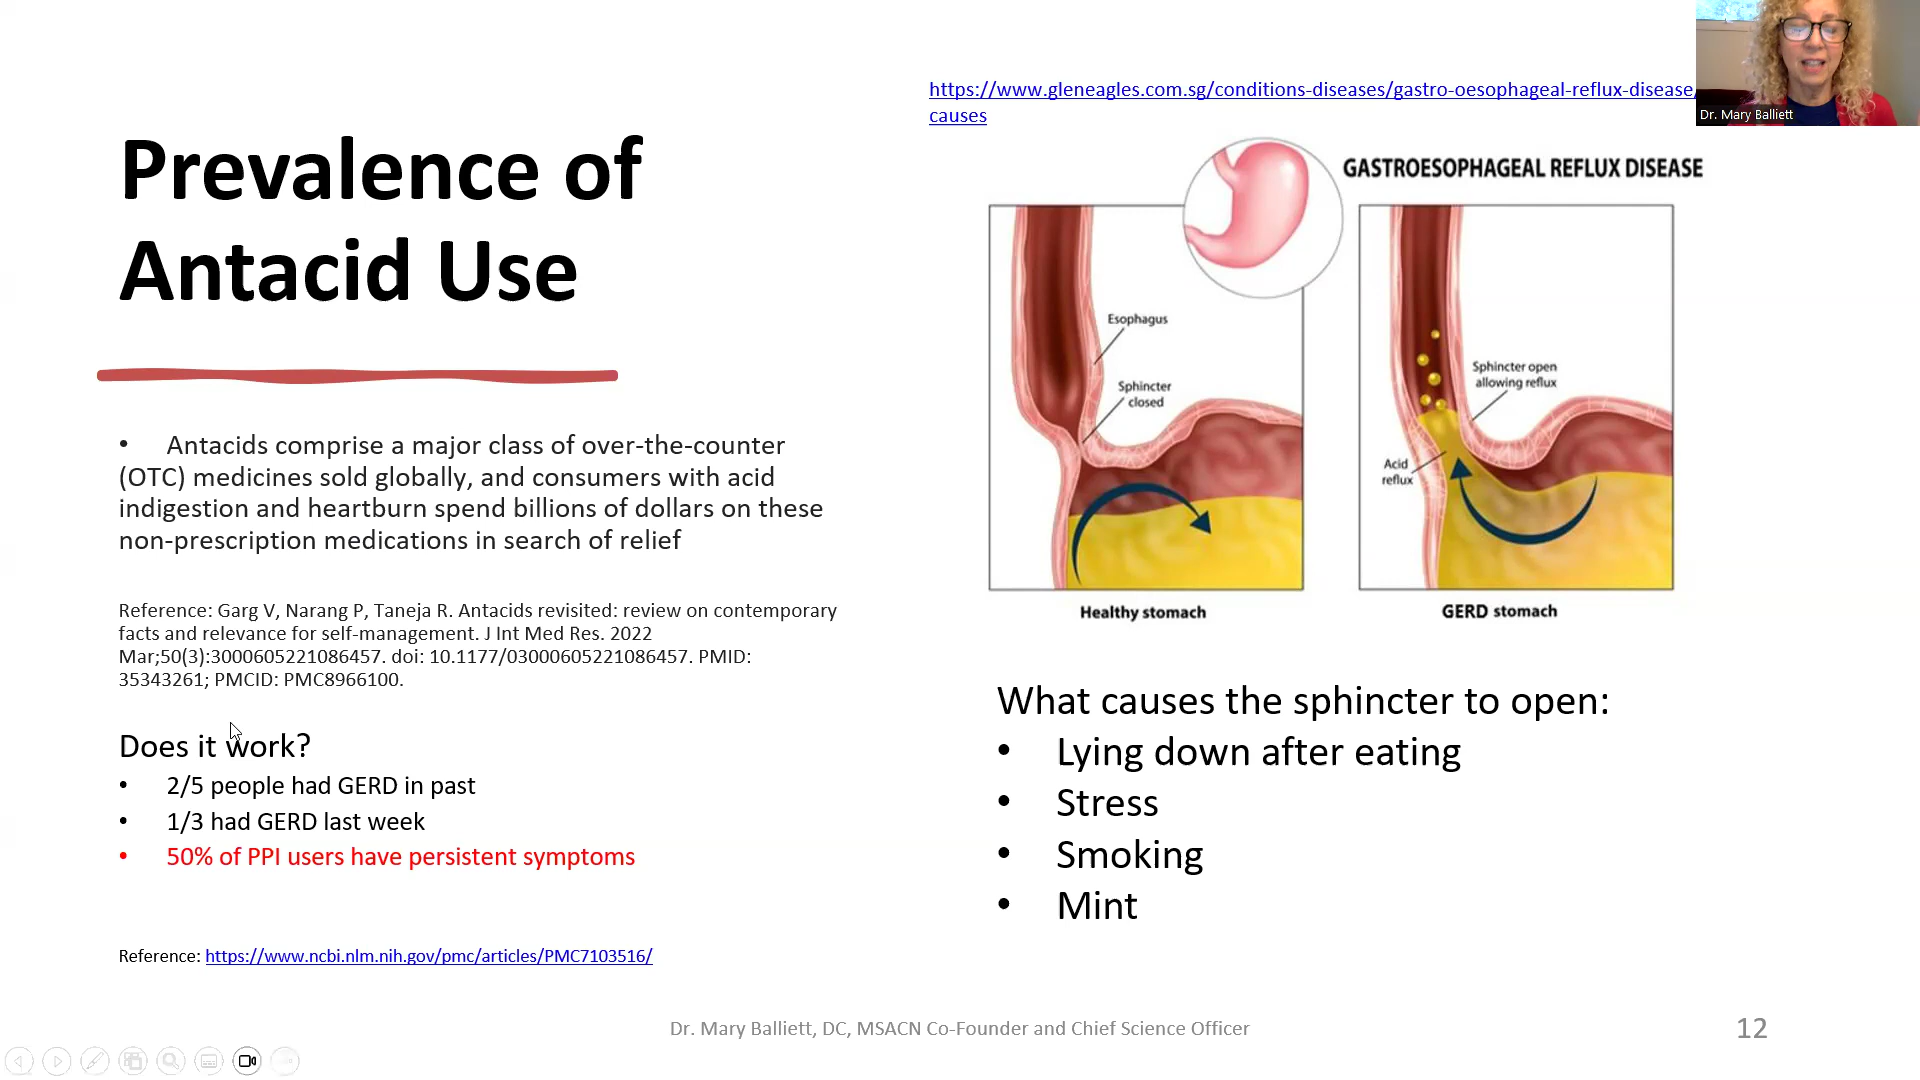 https://www.gleneagles.com.sg/conditions-diseases/gastro-oesophageal-reflux-disease/
causes
Dr. Mary Balliett
Prevalence of
Antacid Use
• Antacids comprise a major class of over-the-counter
(OTC) medicines sold globally, and consumers with acid
indigestion and heartburn spend billions of dollars on these
non-prescription medications in search of relief
Reference: Garg V, Narang P, Taneja R. Antacids revisited: review on contemporary
facts and relevance for self-management. J Int Med Res. 2022
Mar;50(3):3000605221086457. doi: 10.1177/03000605221086457. PMID:
35343261; PMCID: PMC8966100.
Does it work?
• 2/5 people had GERD in past
• 1/3 had GERD last week
• 50% of PPI users have persistent symptoms
Reference: https://www.ncbi.nlm.nih.gov/pmc/articles/PMC7103516/
GASTROESOPHAGEAL REFLUX DISEASE
Esophagus
Sphincter
closed
Healthy stomach
Sphincter open
allowing reflux
Acid
reflux
GERD stomach
What causes the sphincter to open:
• Lying down after eating
• Stress
• Smoking
• Mint
Dr. Mary Balliett, DC, MSACN Co-Founder and Chief Science Officer
12